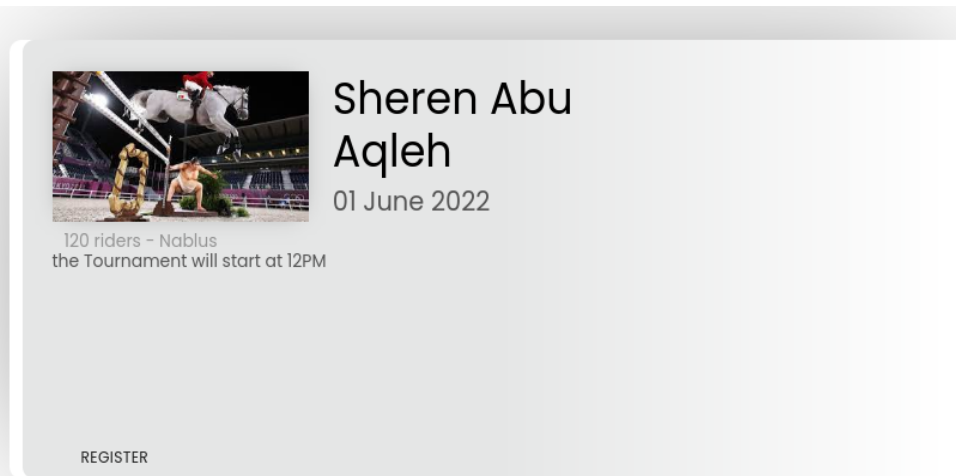 Sheren Abu
Aqleh
01 June 2022
120 riders - Nablus
the Tournament will start at 12PM
REGISTER